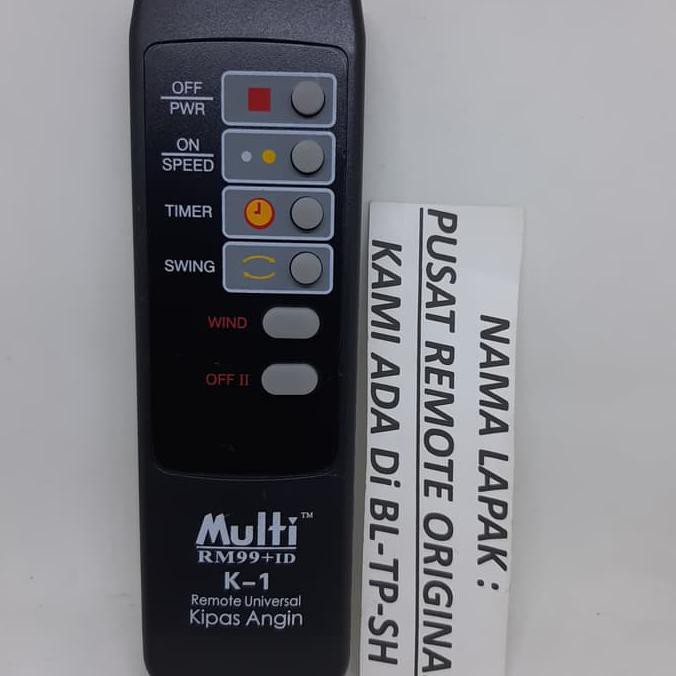 OFF
PWR
ON
SPEED
TIMER
SWING
WIND
OFF II
Multi™
RM99+ID
K-1
Remote Universal
Kipas Angin
NAMA LAPAK :
PUSAT REMOTE ORIGINA
KAMI ADA Di BL-TP-SH